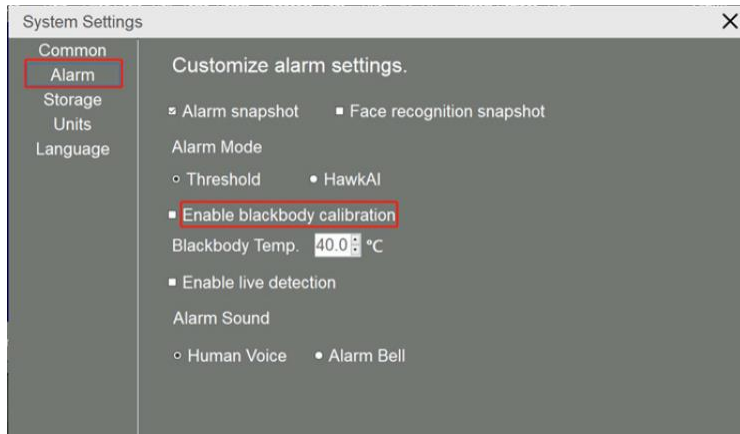 System Settings
Common
Alarm
Storage
Units
Language
Customize alarm settings.
Alarm snapshot Face recognition snapshot
Alarm Mode
Threshold HawkAI
Enable blackbody calibration
Blackbody Temp. 40.0 ℃
Enable live detection
Alarm Sound
Human Voice Alarm Bell